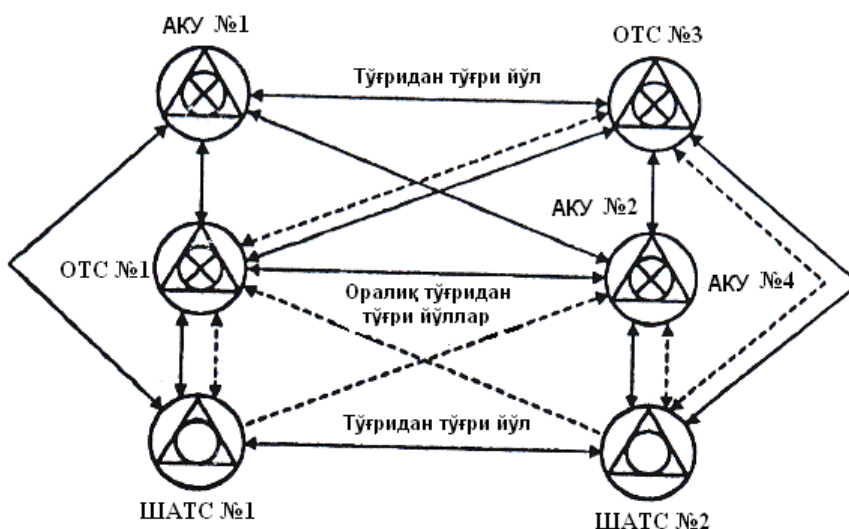 АКУ №1
ОТС №3
Тўғридан тўғри йўл
АКУ №2
ОТС №1
АКУ №4
Оралиқ тўғридан
тўғри йўллар
Тўғридан тўғри йўл
ШАТС №1
ШАТС №2